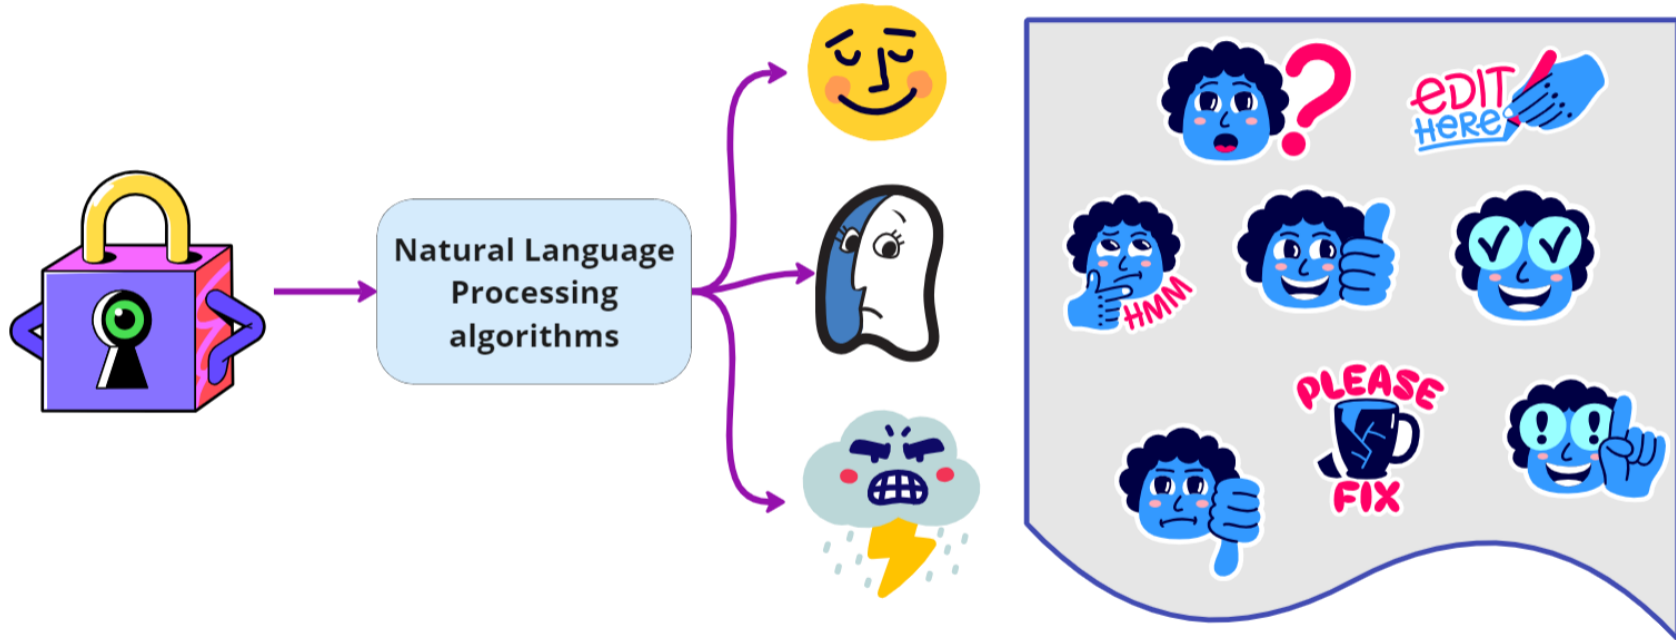 Natural Language
Processing
algorithms
EDIT
HERE
HMM
PLEASE
FIX